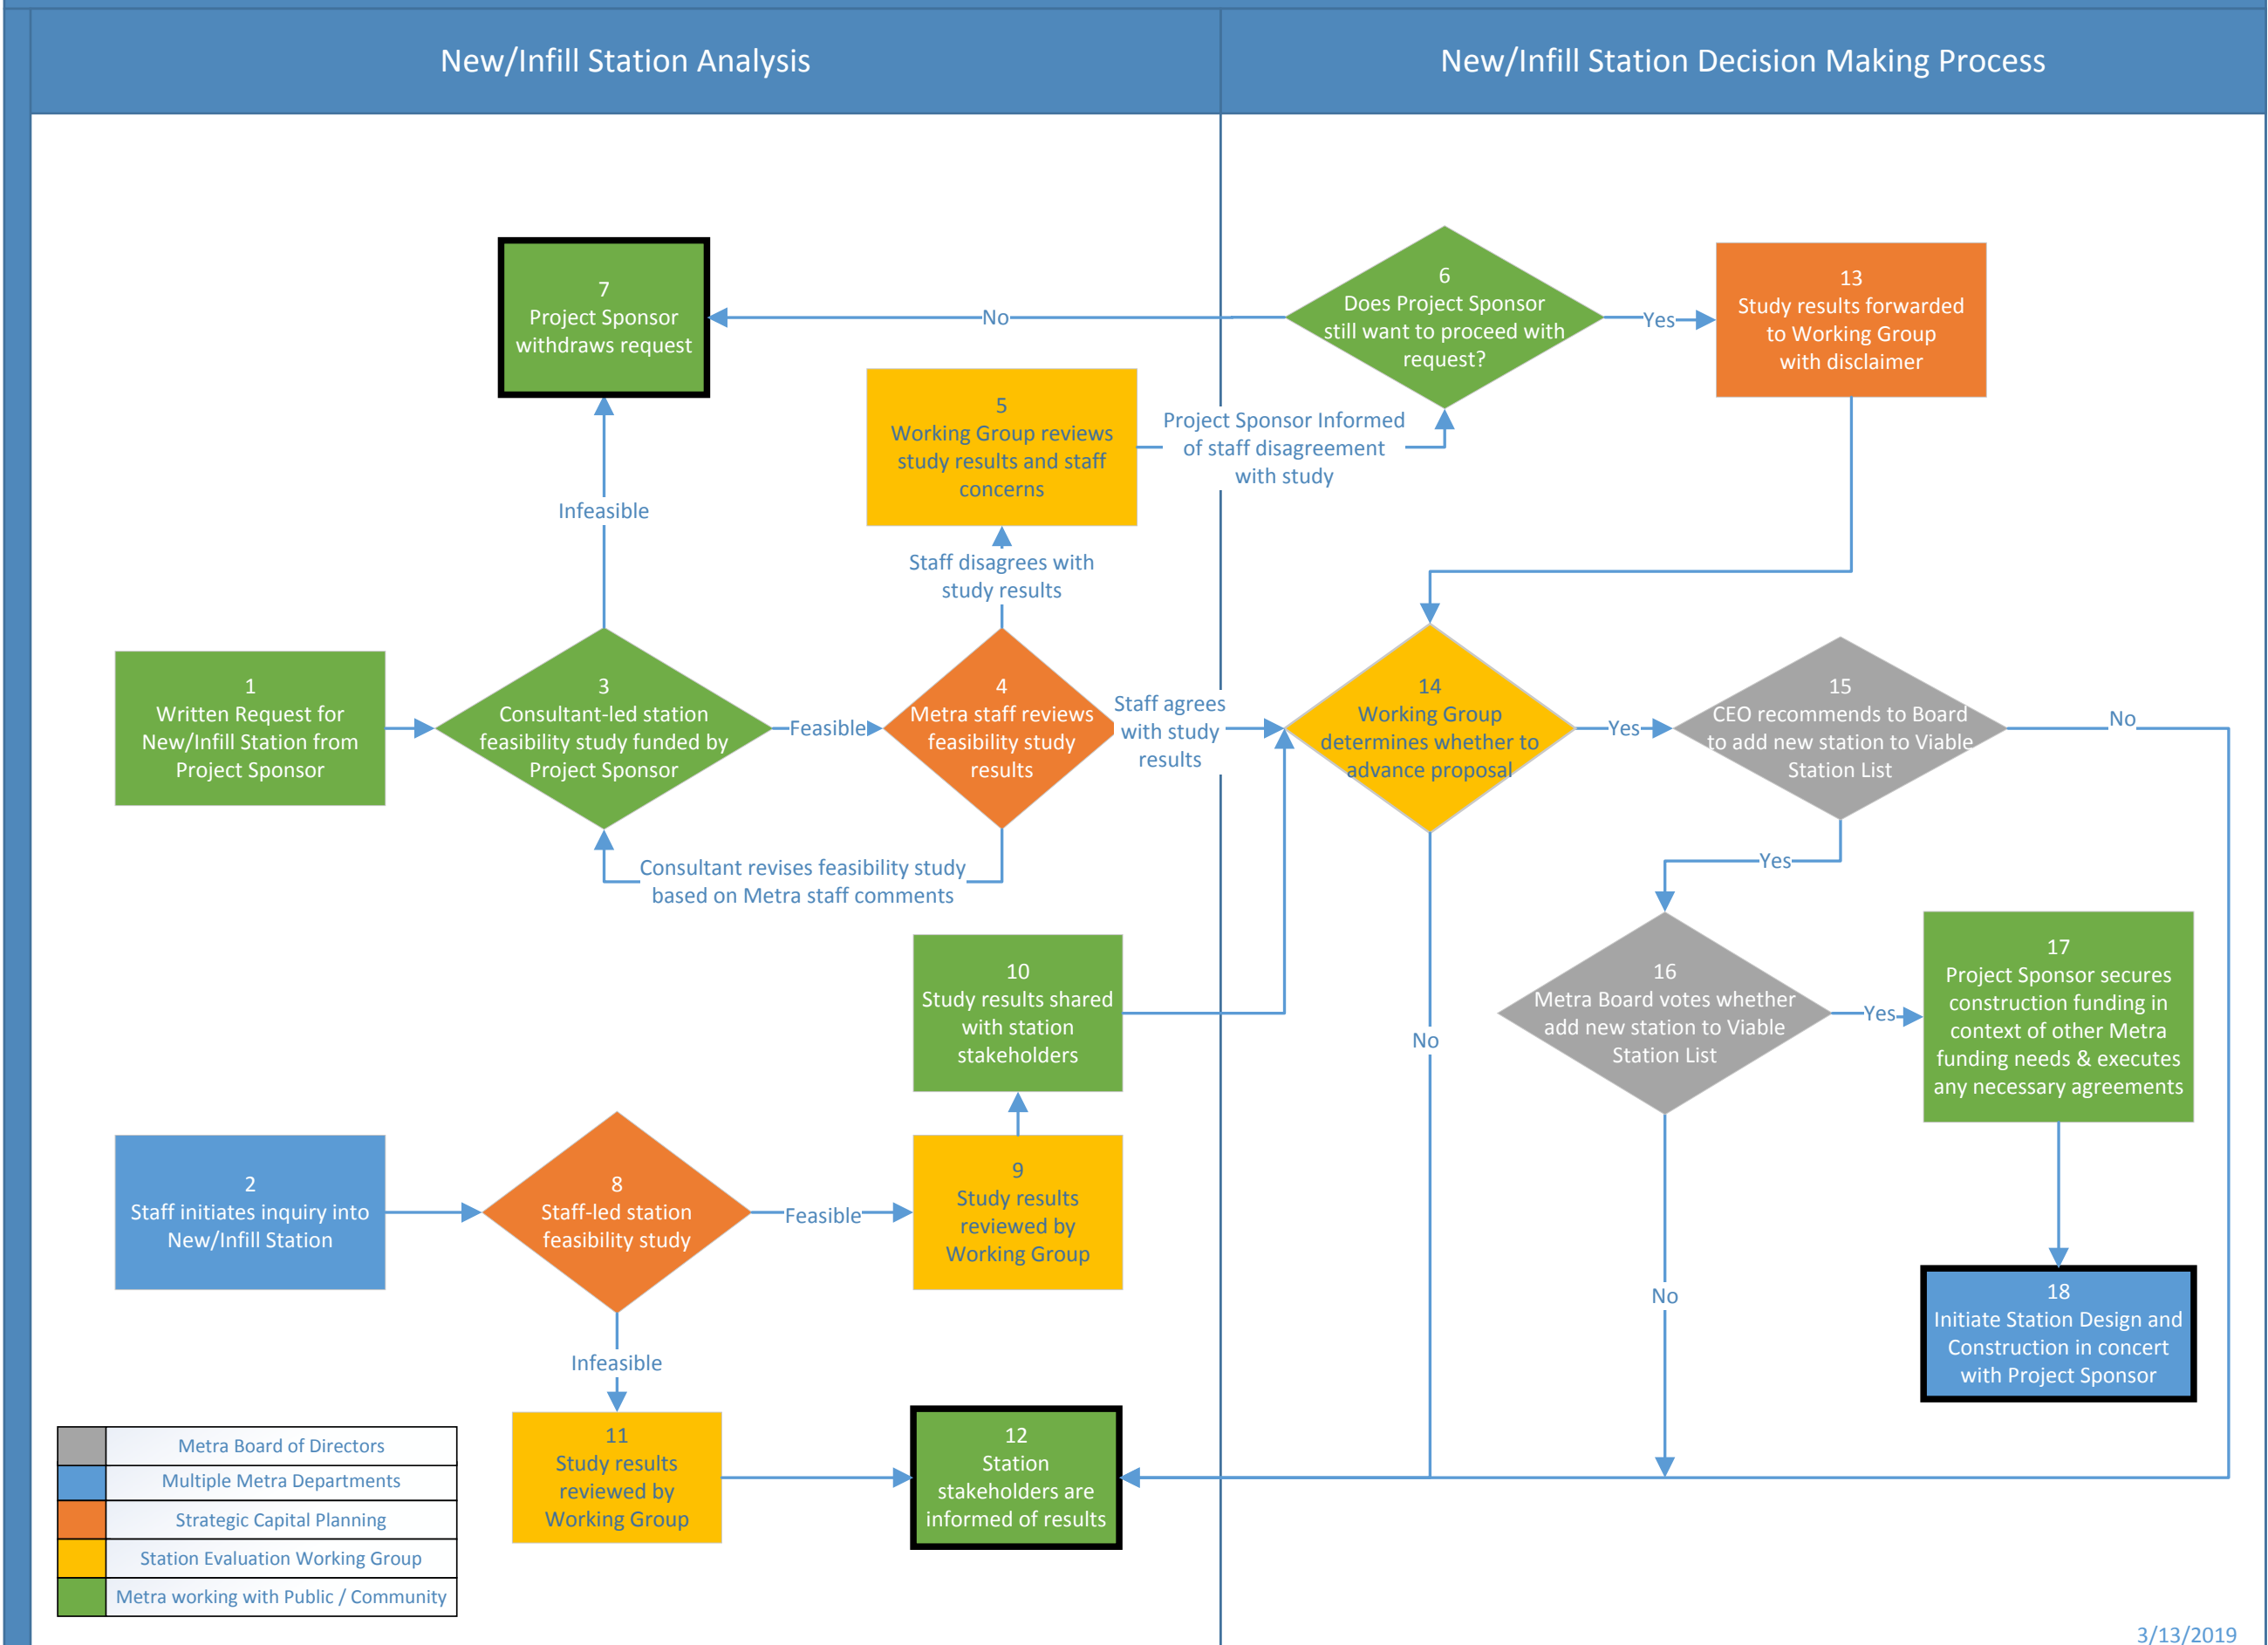 New/Infill Station Analysis
New/Infill Station Decision Making Process
7
Project Sponsor
withdraws request
No
6
Does Project Sponsor
still want to proceed with
request?
Yes
13
Study results forwarded
to Working Group
with disclaimer
5
Working Group reviews
study results and staff
concerns
Project Sponsor Informed
of staff disagreement
with study
Infeasible
Staff disagrees with
study results
1
Written Request for
New/Infill Station from
Project Sponsor
3
Consultant-led station
feasibility study funded by
Project Sponsor
Feasible
4
Metra staff reviews
feasibility study
results
Staff agrees
with study
results
14
Working Group
determines whether to
advance proposal
Yes
15
CEO recommends to Board
to add new station to Viable
Station List
No
Consultant revises feasibility study
based on Metra staff comments
Yes
10
Study results shared
with station
stakeholders
No
16
Metra Board votes whether
add new station to Viable
Station List
Yes
17
Project Sponsor secures
construction funding in
context of other Metra
funding needs & executes
any necessary agreements
2
Staff initiates inquiry into
New/Infill Station
8
Staff-led station
feasibility study
Feasible
9
Study results
reviewed by
Working Group
No
18
Initiate Station Design and
Construction in concert
with Project Sponsor
Infeasible
11
Study results
reviewed by
Working Group
12
Station
stakeholders are
informed of results
Metra Board of Directors
Multiple Metra Departments
Strategic Capital Planning
Station Evaluation Working Group
Metra working with Public / Community
3/13/2019